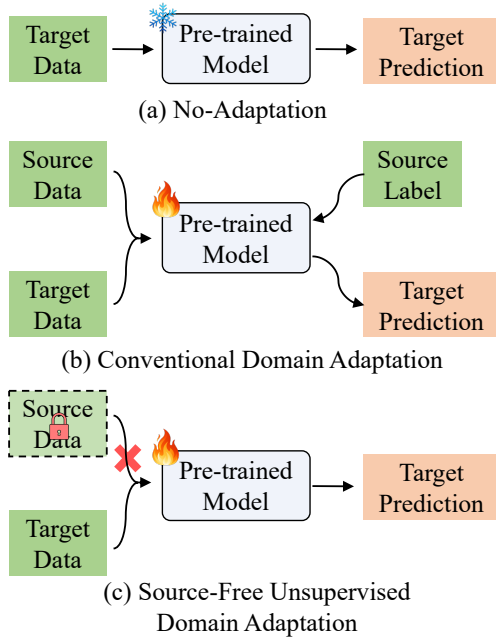 Target
Data
Pre-trained
Model
Target
Prediction
(a) No-Adaptation
Source
Data
Pre-trained
Model
Source
Label
Target
Data
Target
Prediction
(b) Conventional Domain Adaptation
Source
Data
Pre-trained
Model
Target
Prediction
Target
Data
(c) Source-Free Unsupervised
Domain Adaptation